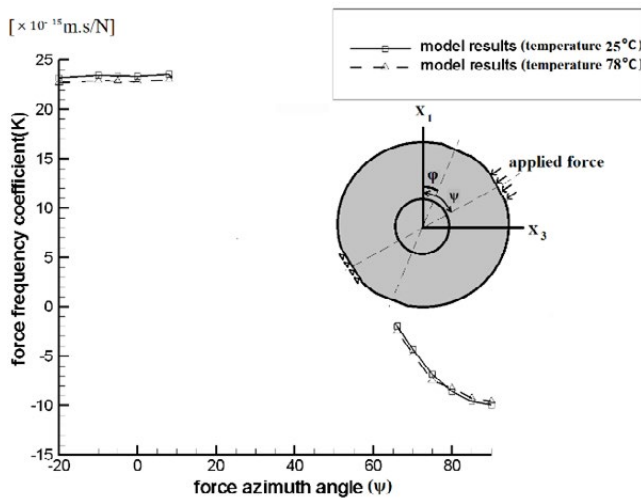 [ × 10⁻¹⁵ m.s/N]
model results (temperature 25°C)
model results (temperature 78°C)
force frequency coefficient(K)
25
20
15
10
5
0
-5
-10
-15
-20
0
20
40
60
80
force azimuth angle (ψ)
X₁
φ
ψ
applied force
X₃